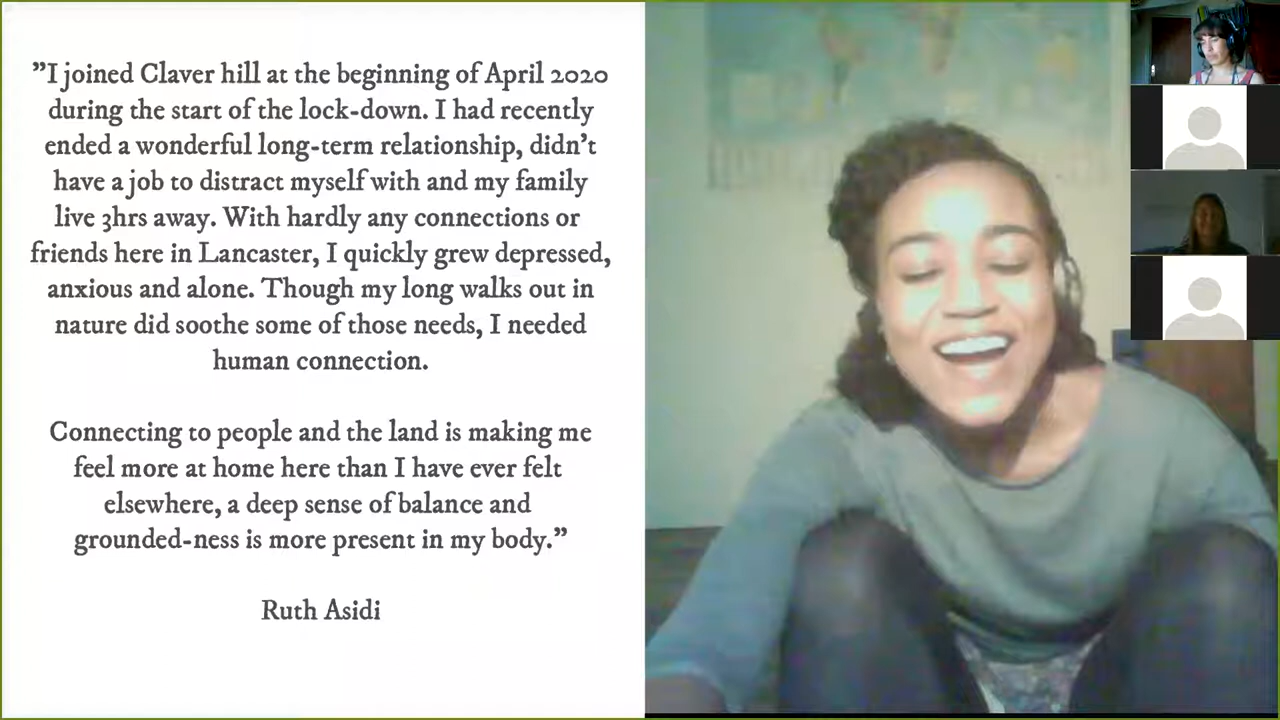 "I joined Claver hill at the beginning of April 2020
during the start of the lock-down. I had recently
ended a wonderful long-term relationship, didn't
have a job to distract myself with and my family
live 3hrs away. With hardly any connections or
friends here in Lancaster, I quickly grew depressed,
anxious and alone. Though my long walks out in
nature did soothe some of those needs, I needed
human connection.
Connecting to people and the land is making me
feel more at home here than I have ever felt
elsewhere, a deep sense of balance and
grounded-ness is more present in my body."
Ruth Asidi